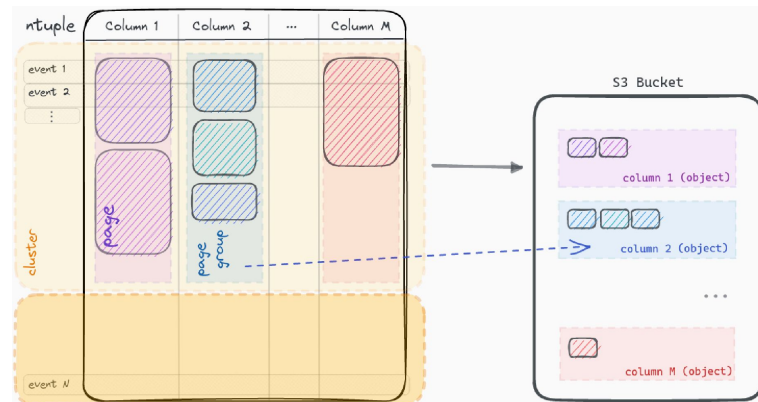 ntuple
Column 1
Column 2
...
Column M
event 1
event 2
⋮
page
page group
cluster
event N
S3 Bucket
column 1 (object)
column 2 (object)
...
column M (object)